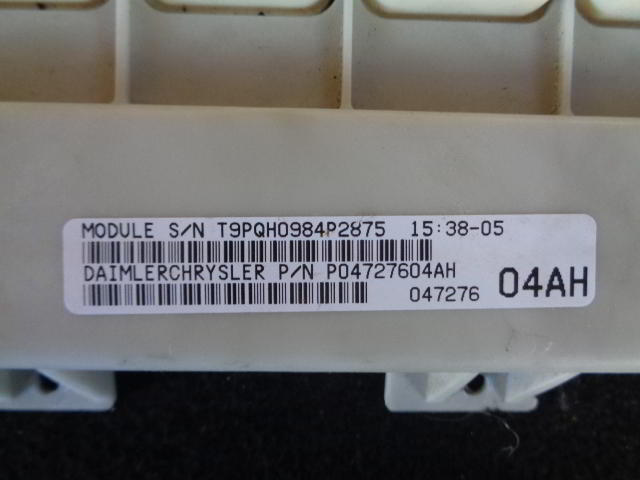 MODULE S/N T9PQH0984P2875 15:38-05
DAIMLERCHRYSLER P/N P04727604AH
047276 04AH